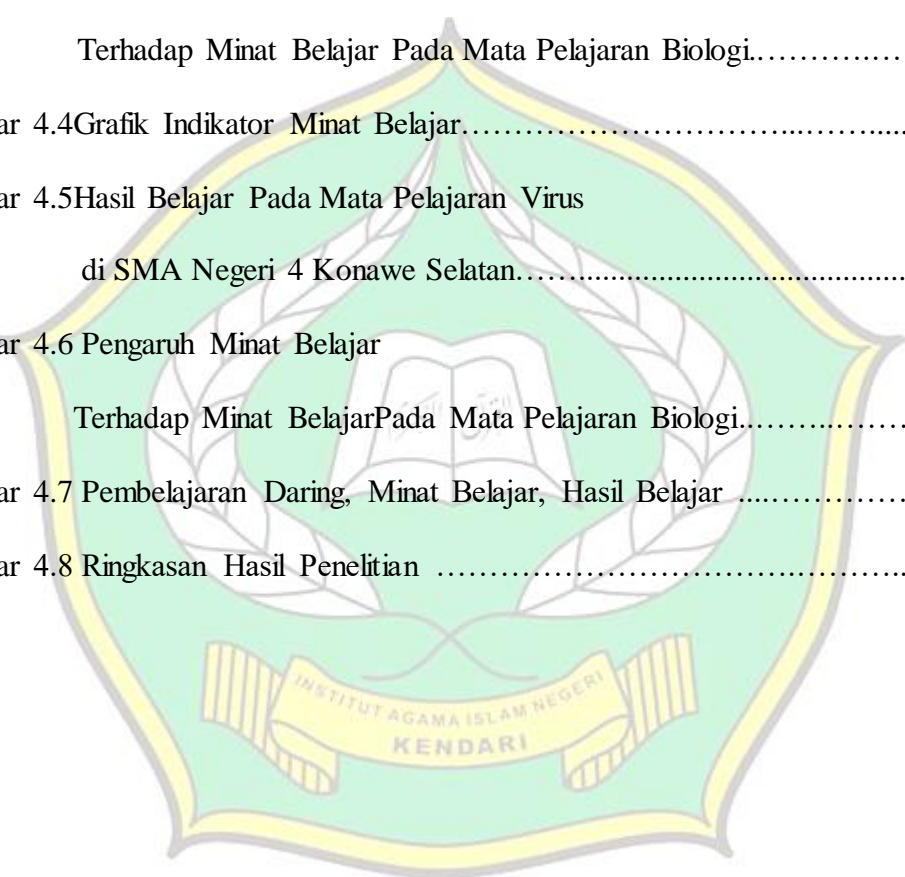 Terhadap Minat Belajar Pada Mata Pelajaran Biologi..…………..…
ar 4.4Grafik Indikator Minat Belajar…………………………...…….....
ar 4.5Hasil Belajar Pada Mata Pelajaran Virus
di SMA Negeri 4 Konawe Selatan……..........................................
ar 4.6 Pengaruh Minat Belajar
Terhadap Minat BelajarPada Mata Pelajaran Biologi..……..………
ar 4.7 Pembelajaran Daring, Minat Belajar, Hasil Belajar ....……………
ar 4.8 Ringkasan Hasil Penelitian ……………………………..………..
INSTITUT AGAMA ISLAM NEGERI
KENDARI